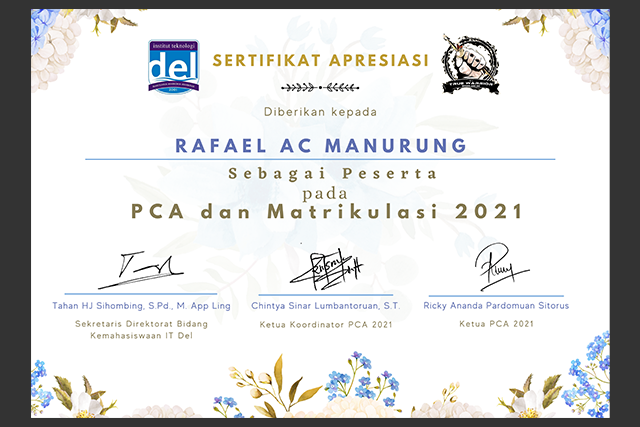 institut teknologi
del
SERTIFIKAT APRESIASI
TRUE WARRIOR
Diberikan kepada
RAFAEL AC MANURUNG
Sebagai Peserta
pada
PCA dan Matrikulasi 2021
Tahan HJ Sihombing, S.Pd., M. App Ling
Sekretaris Direktorat Bidang
Kemahasiswaan IT Del
Chintya Sinar Lumbantoruan, S.T.
Ketua Koordinator PCA 2021
Ricky Ananda Pardomuan Sitorus
Ketua PCA 2021